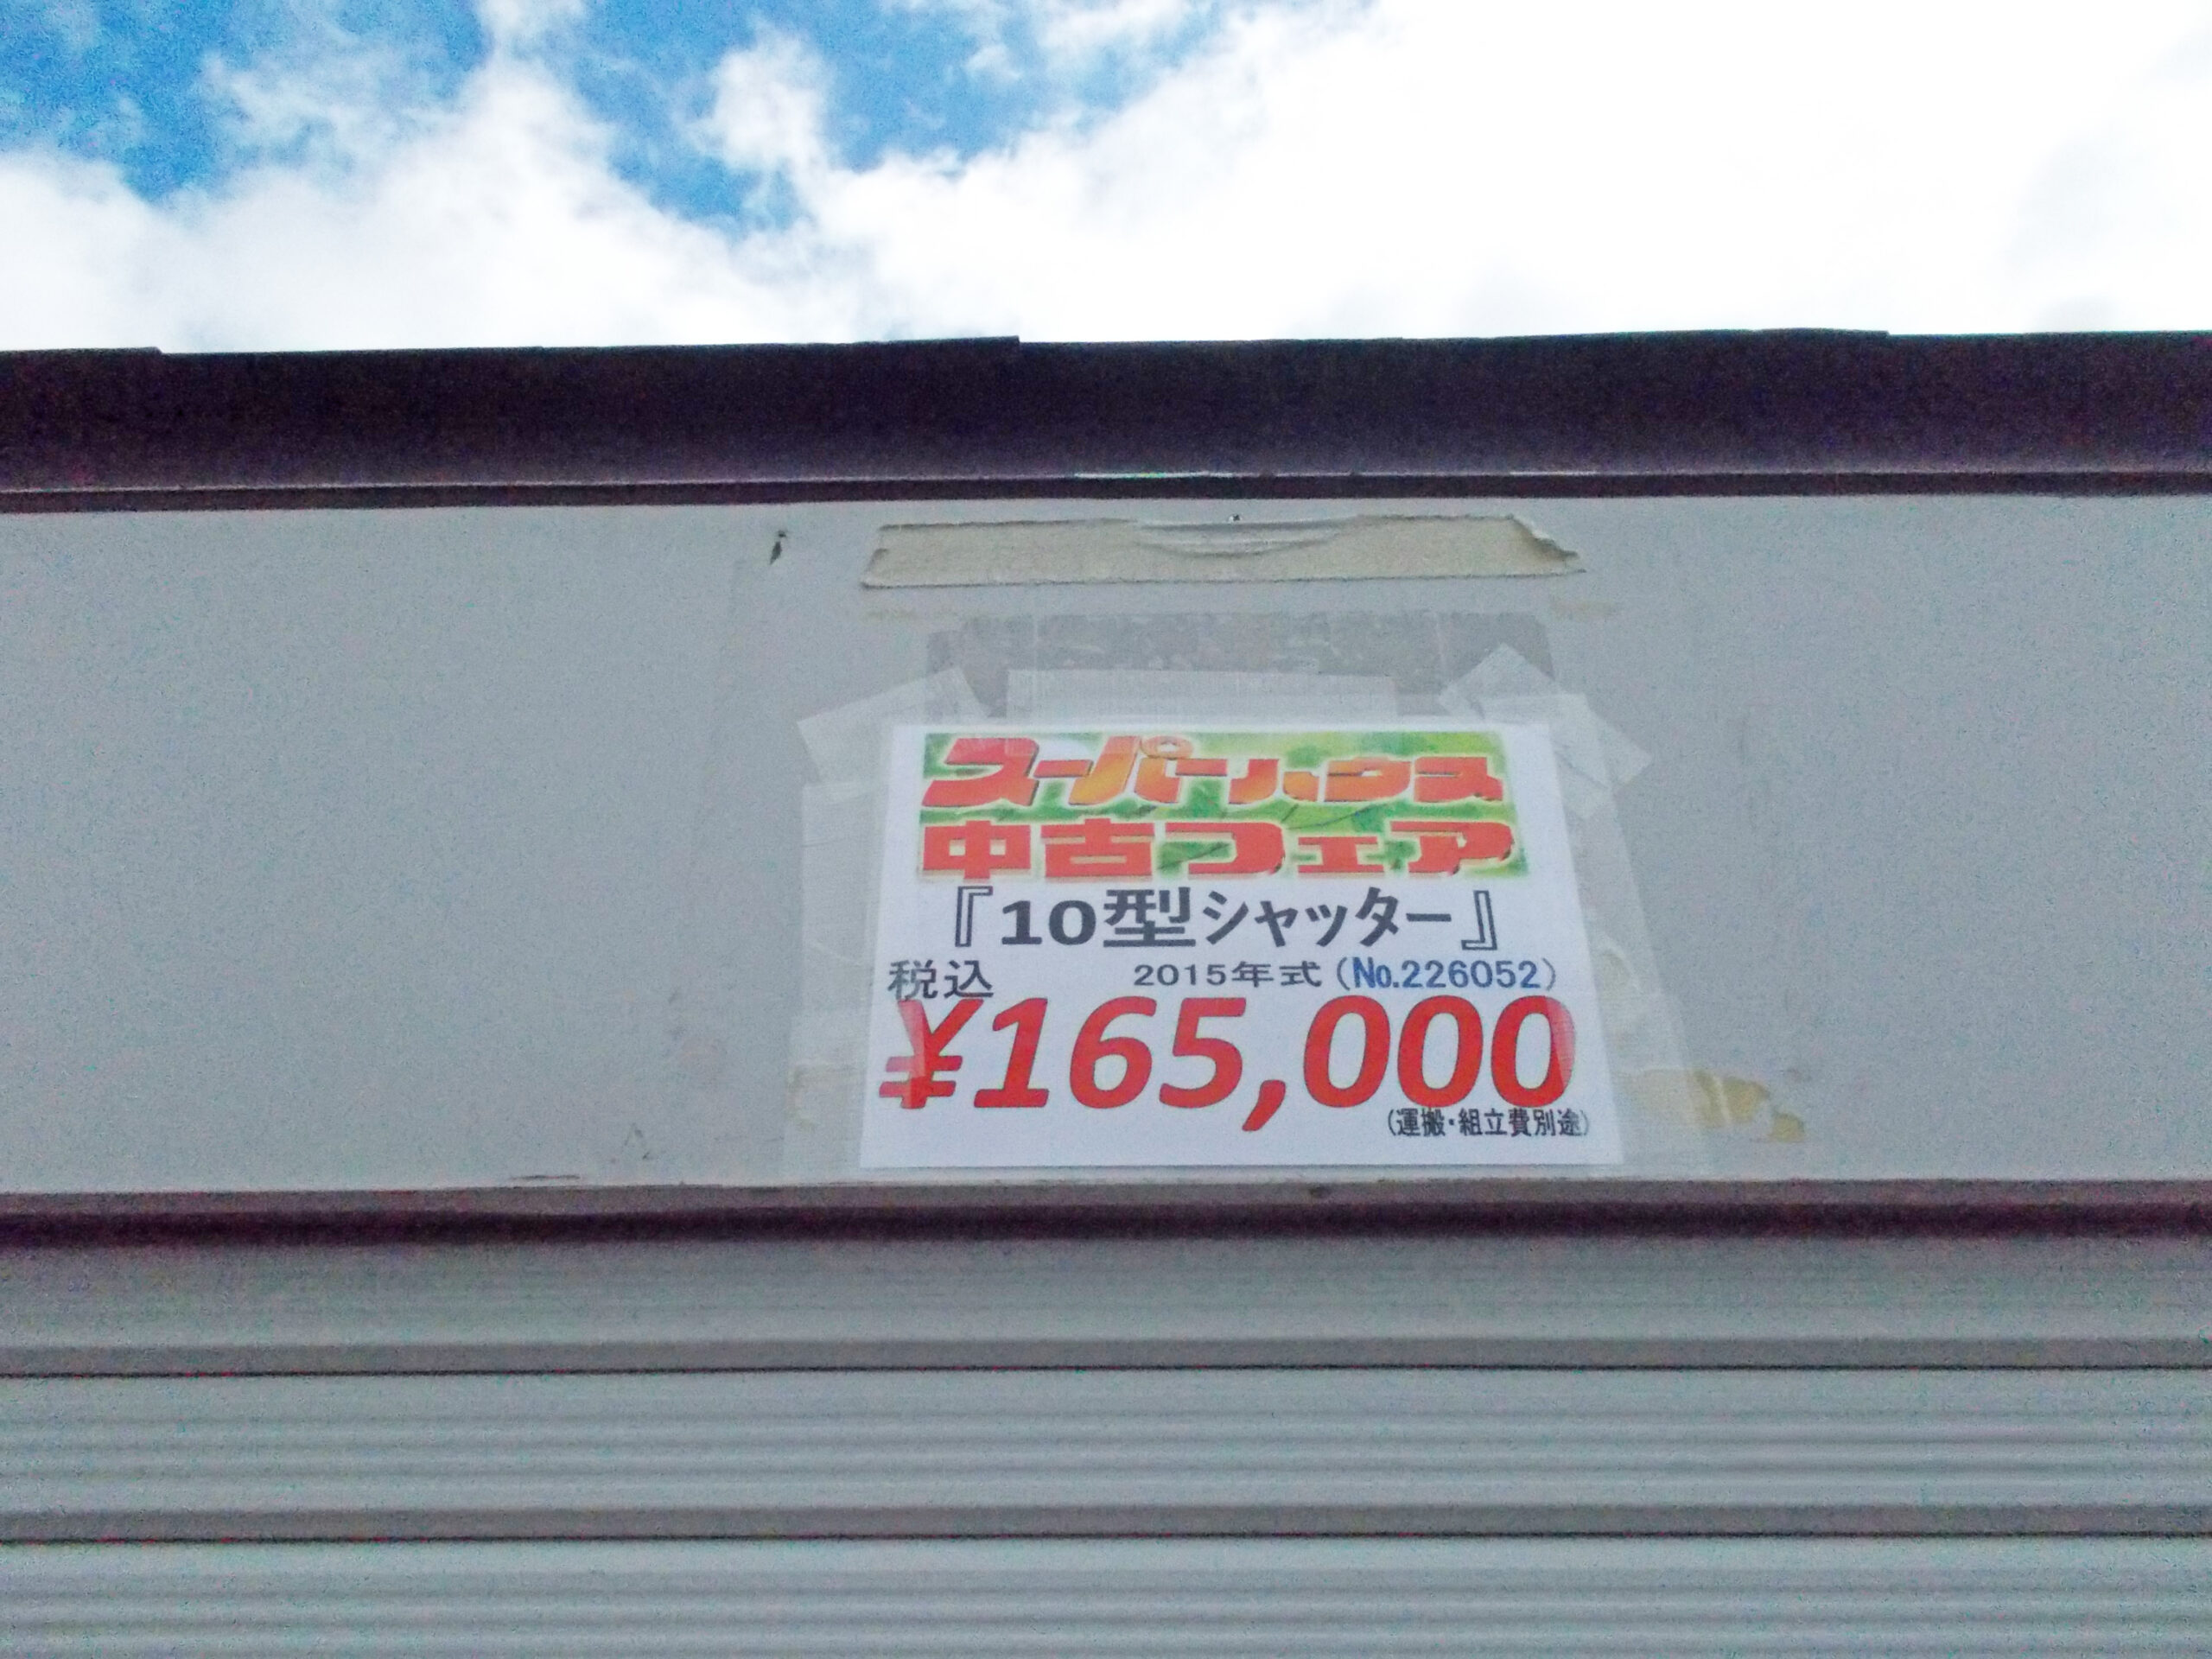 スーパーハウス
中古フェア
『10型シャッター』
税込 2015年式(No.226052)
¥165,000
(運搬・組立費別途)